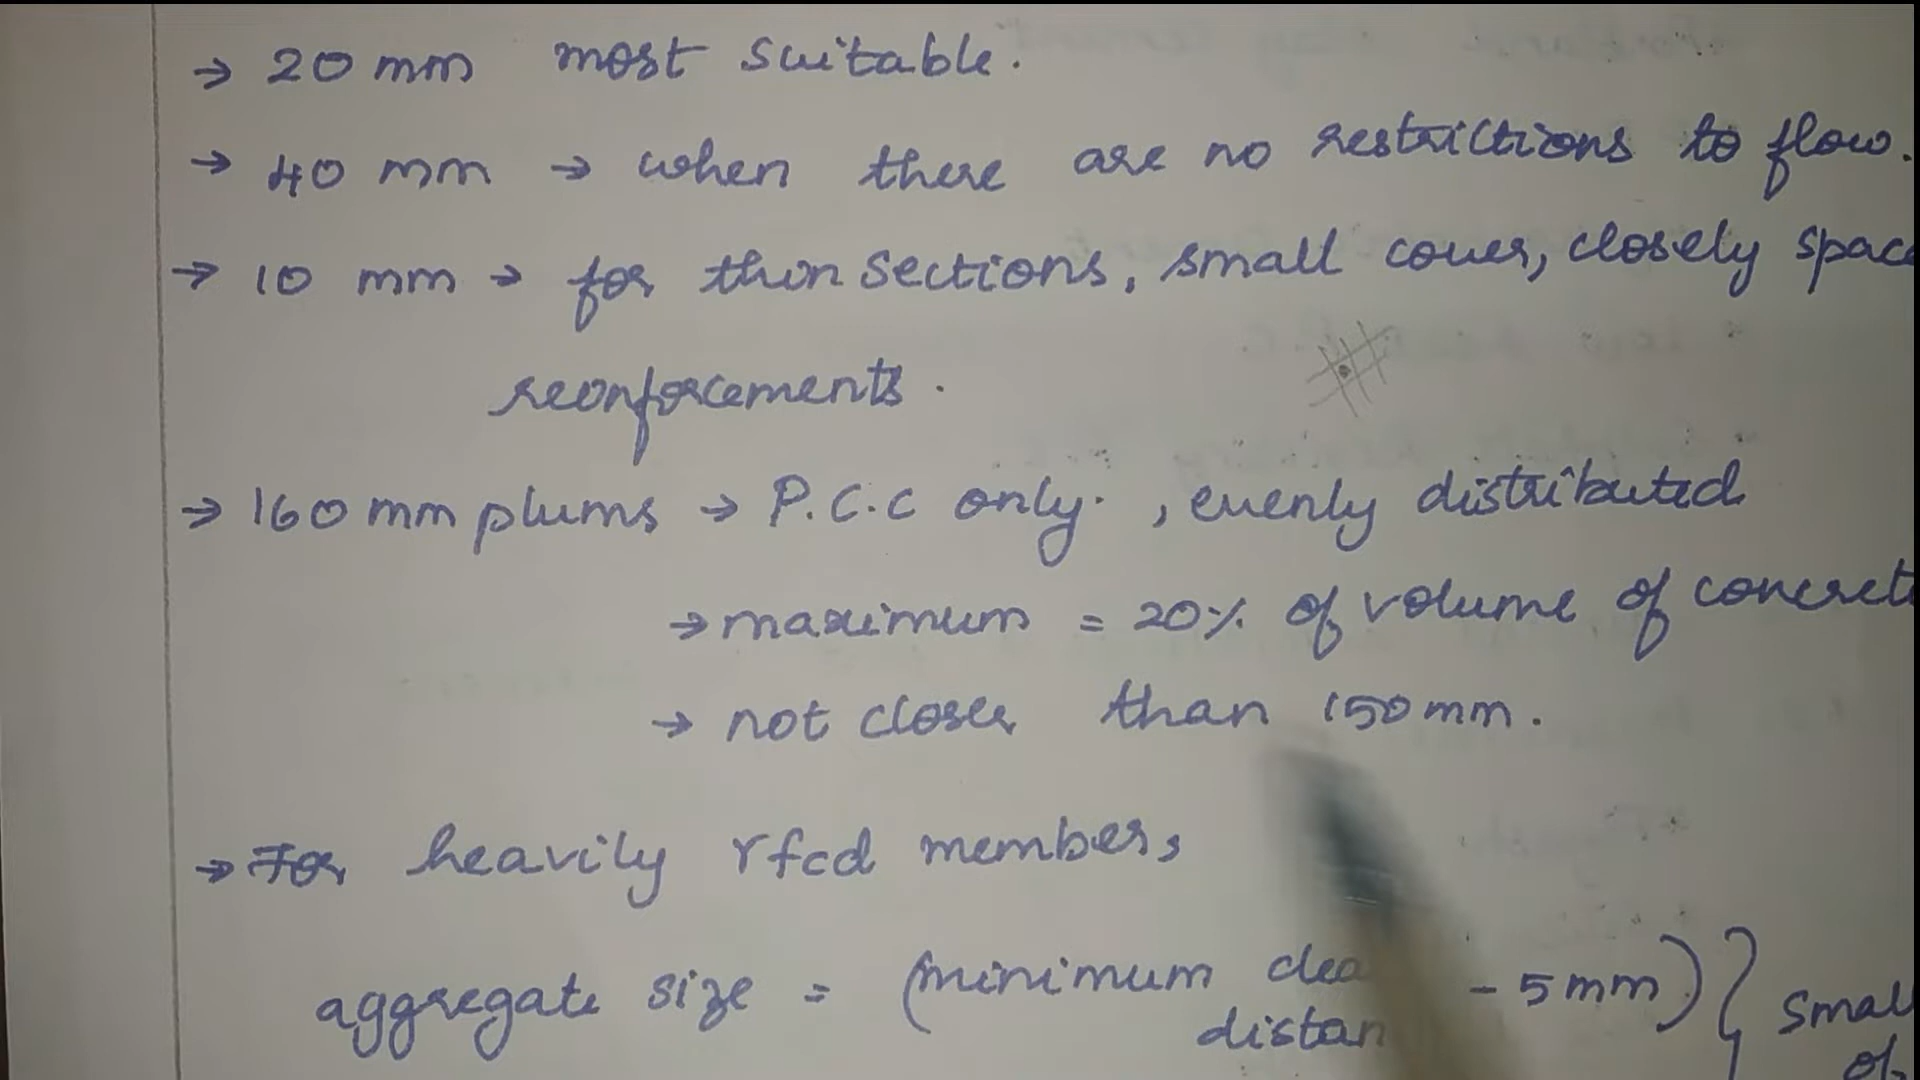 → 20 mm most suitable.
→ 40 mm → when there are no restrictions to flow.
→ 10 mm → for thin sections, small cover, closely
reinforcements.
→ 160 mm plums → P.C.C only. , evenly distributed
→ maximum = 20% of volume of
→ not closer than 150 mm.
→ For heavily rfcd members
aggregate size = (minimum - 5 mm) }